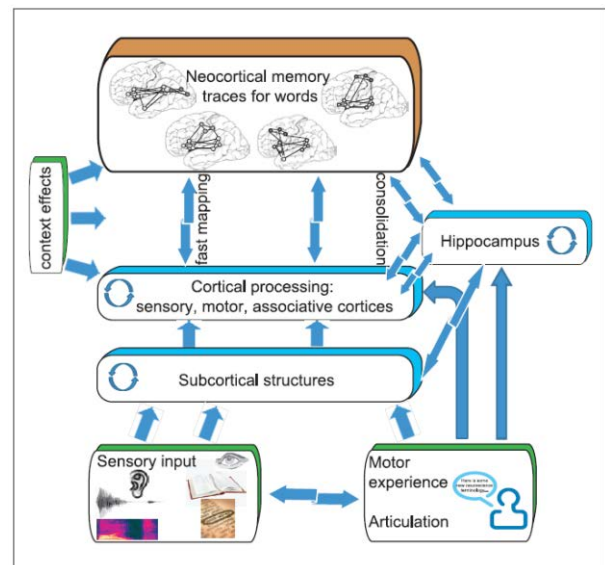 Neocortical memory
traces for words
context effects
fast mapping
consolidation
Hippocampus
Cortical processing:
sensory, motor, associative cortices
Subcortical structures
Sensory input
Motor
experience
Articulation